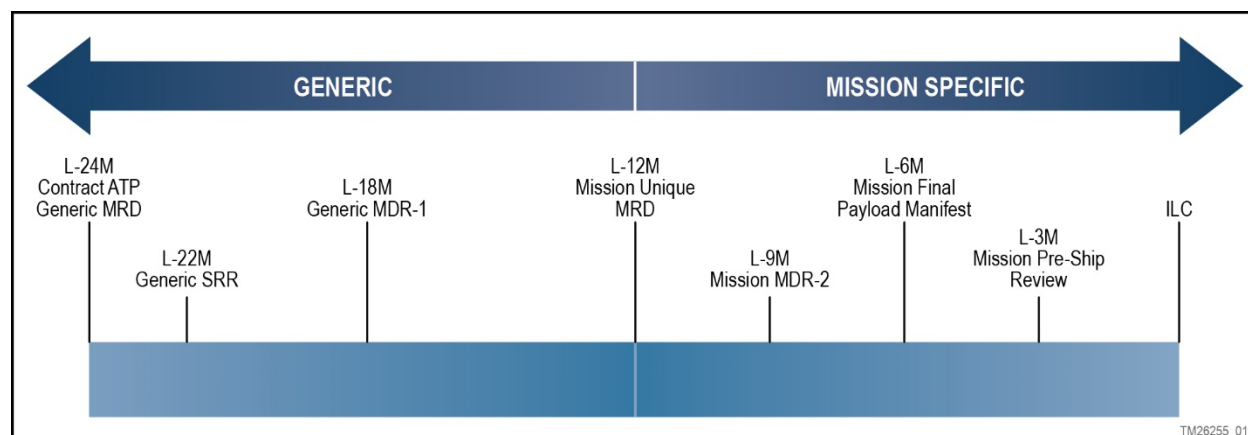 GENERIC
MISSION SPECIFIC
L-24M
Contract ATP
Generic MRD
L-22M
Generic SRR
L-18M
Generic MDR-1
L-12M
Mission Unique
MRD
L-9M
Mission MDR-2
L-6M
Mission Final
Payload Manifest
L-3M
Mission Pre-Ship
Review
ILC
TM26255_01